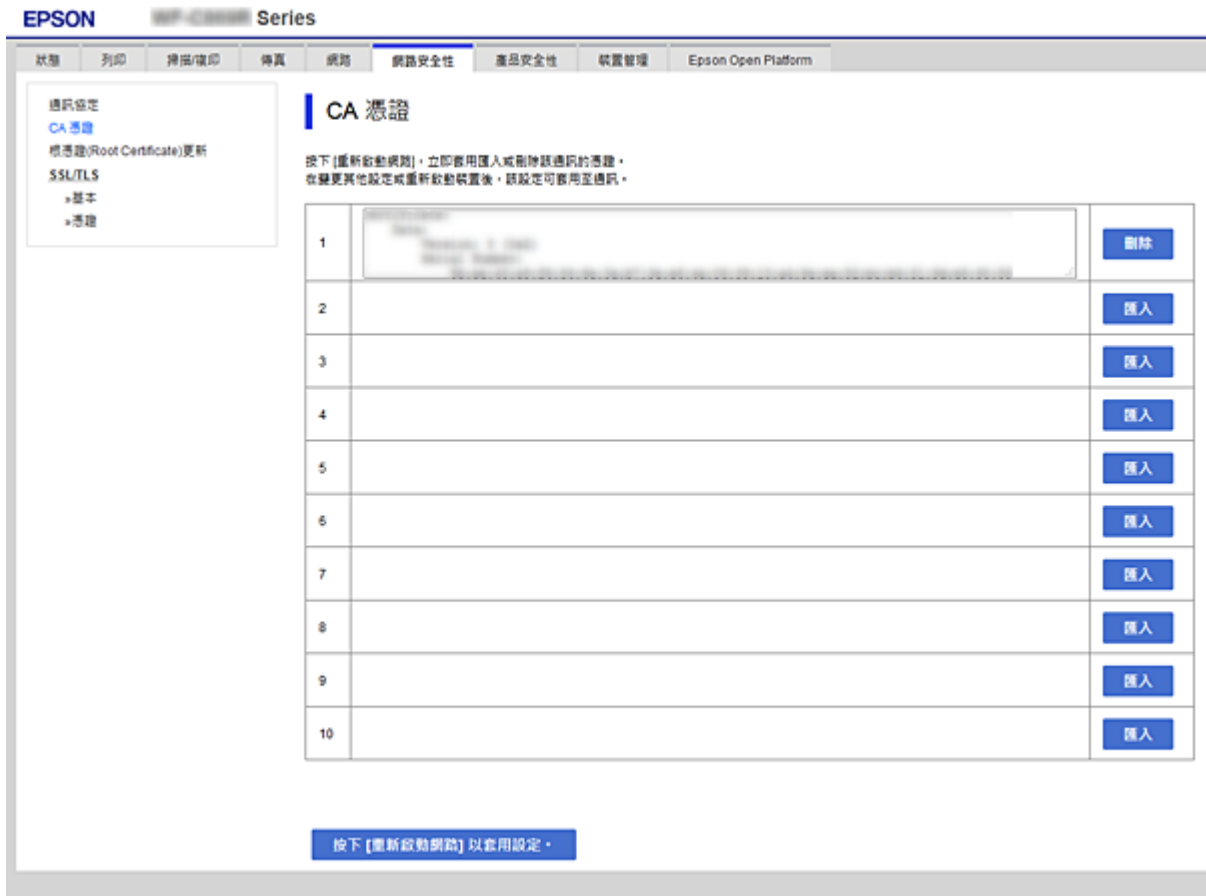 EPSON Series
狀態 列印 掃描/複印 傳真 網路 網路安全性 產品安全性 裝置管理 Epson Open Platform
通訊協定
CA 憑證
根憑證(Root Certificate)更新
SSL/TLS
»基本
»憑證
CA 憑證
按下 [重新啟動網路]，立即套用匯入或刪除該通訊的憑證。
在變更其他設定或重新啟動裝置後，該設定可套用至通訊。
1 刪除
2 匯入
3 匯入
4 匯入
5 匯入
6 匯入
7 匯入
8 匯入
9 匯入
10 匯入
按下 [重新啟動網路] 以套用設定。